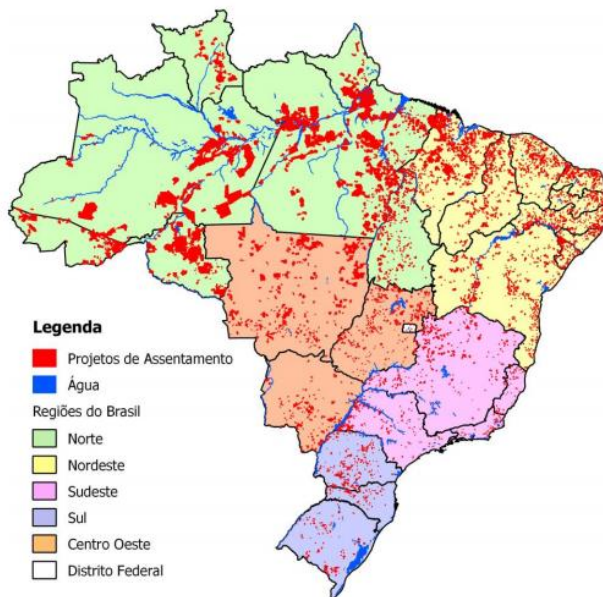 Legenda
Projetos de Assentamento
Água
Regiões do Brasil
Norte
Nordeste
Sudeste
Sul
Centro Oeste
Distrito Federal